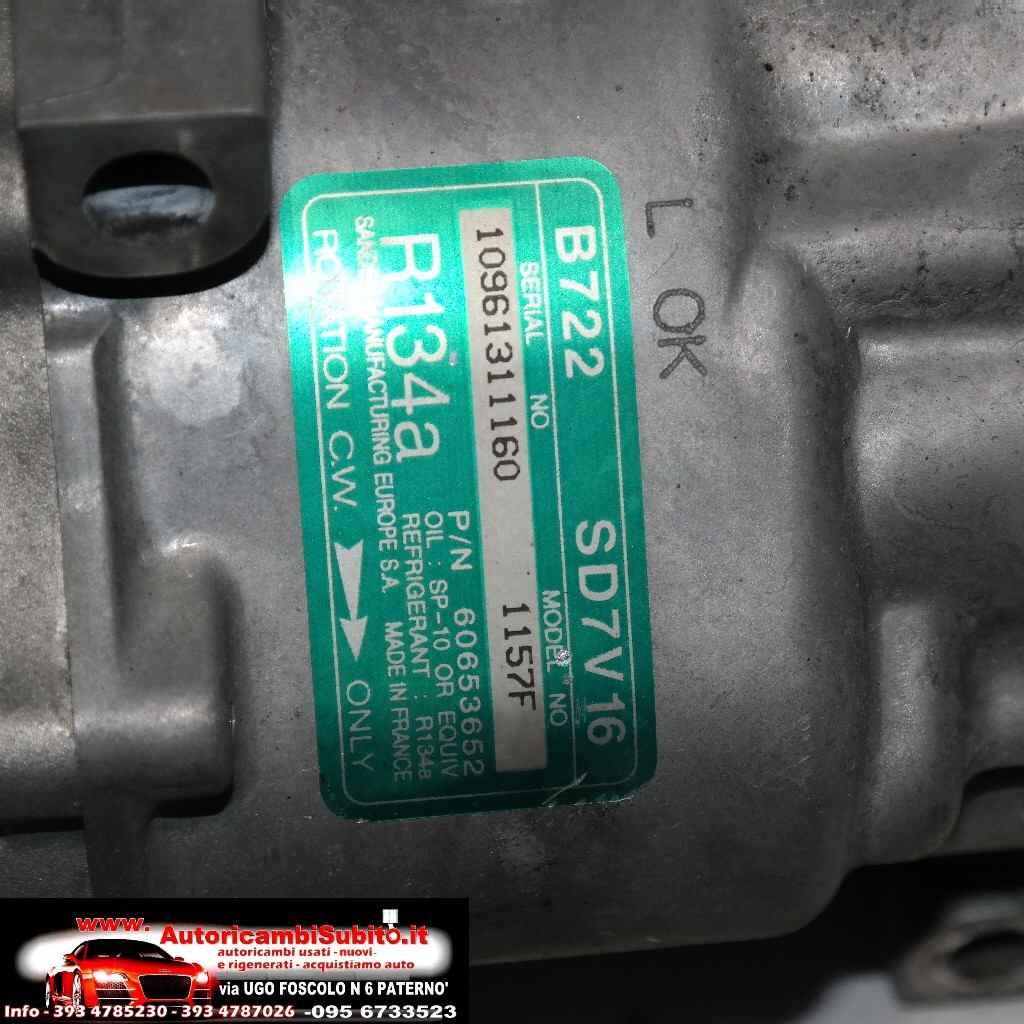 B722 SD7V16
SERIAL NO MODEL NO
10961311160 1157F
P/N 60653652
OIL : SP-10 OR EQUIV
R134a REFRIGERANT : R134a
MANUFACTURING EUROPE S.A. MADE IN FRANCE
ROTATION C.W. ONLY
L OK
www.
AutoricambiSubito.it
autoricambi usati - nuovi
e rigenerati - acquistiamo auto
via UGO FOSCOLO N 6 PATERNO'
Info - 393 4785230 - 393 4787026 -095 6733523